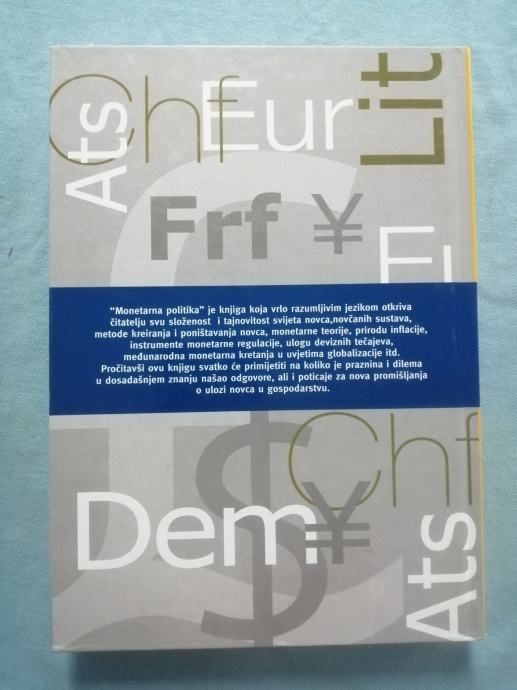 Chf
Eur
Lit
Ats
Frf ¥
E
"Monetarna politika" je knjiga koja vrlo razumljivim jezikom otkriva
čitatelju svu složenost i tajnovitost svijeta novca,novčanih sustava,
metode kreiranja i poništavanja novca, monetarne teorije, prirodu inflacije,
instrumente monetarne regulacije, ulogu deviznih tečajeva,
međunarodna monetarna kretanja u uvjetima globalizacije itd.
Pročitavši ovu knjigu svatko će primijetiti na koliko je praznina i dilema
u dosadašnjem znanju našao odgovore, ali i poticaje za nova promišljanja
o ulozi novca u gospodarstvu.
Chf
$
Dem ¥
Ats